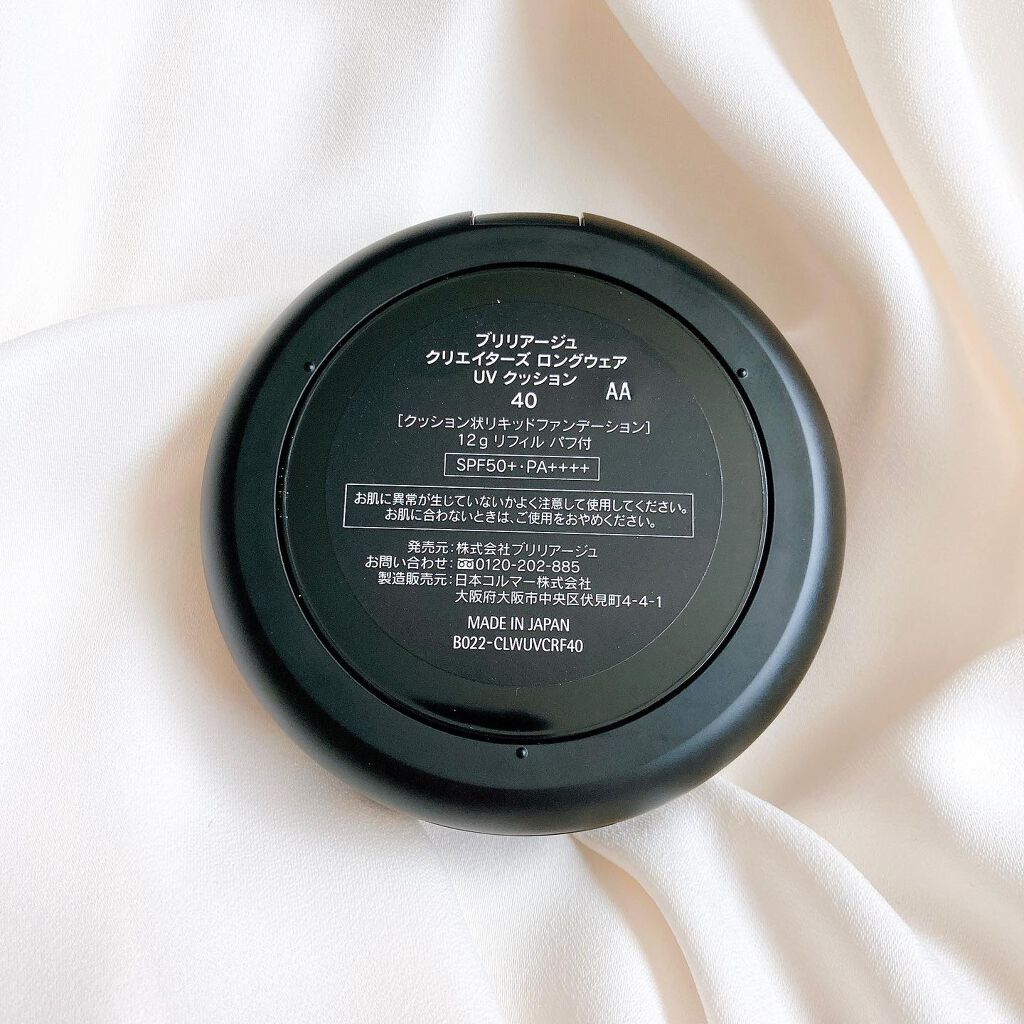 ブリリアージュ
クリエイターズ ロングウェア
UV クッション
40 AA
[クッション状リキッドファンデーション]
12g リフィル パフ付
SPF50+・PA++++
お肌に異常が生じていないかよく注意して使用してください。
お肌に合わないときは、ご使用をおやめください。
発売元:株式会社ブリリアージュ
お問い合わせ:0120-202-885
製造販売元:日本コルマー株式会社
大阪府大阪市中央区伏見町4-4-1
MADE IN JAPAN
B022-CLWUVCRF40